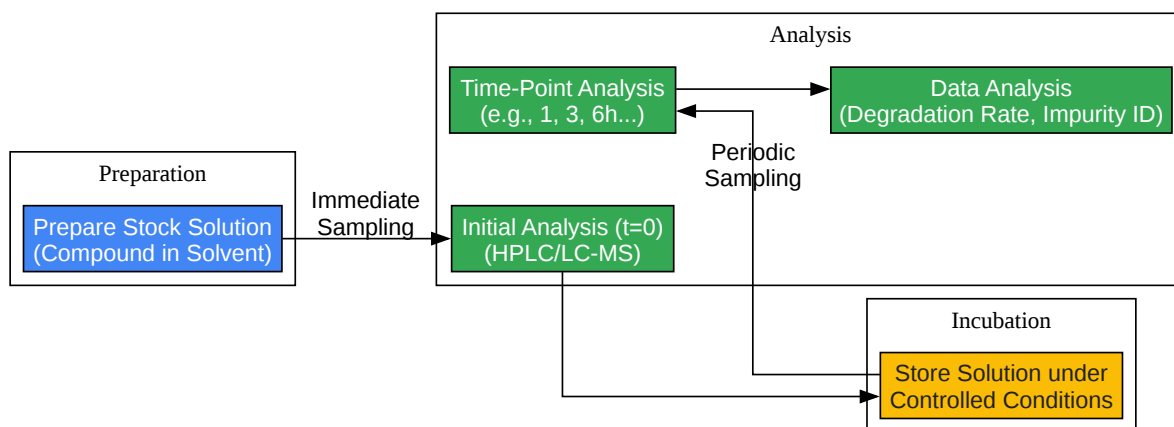 Analysis
Time-Point Analysis
(e.g., 1, 3, 6h...)
Data Analysis
(Degradation Rate, Impurity ID)
Periodic
Sampling
Preparation
Prepare Stock Solution
(Compound in Solvent)
Immediate
Sampling
Initial Analysis (t=0)
(HPLC/LC-MS)
Incubation
Store Solution under
Controlled Conditions